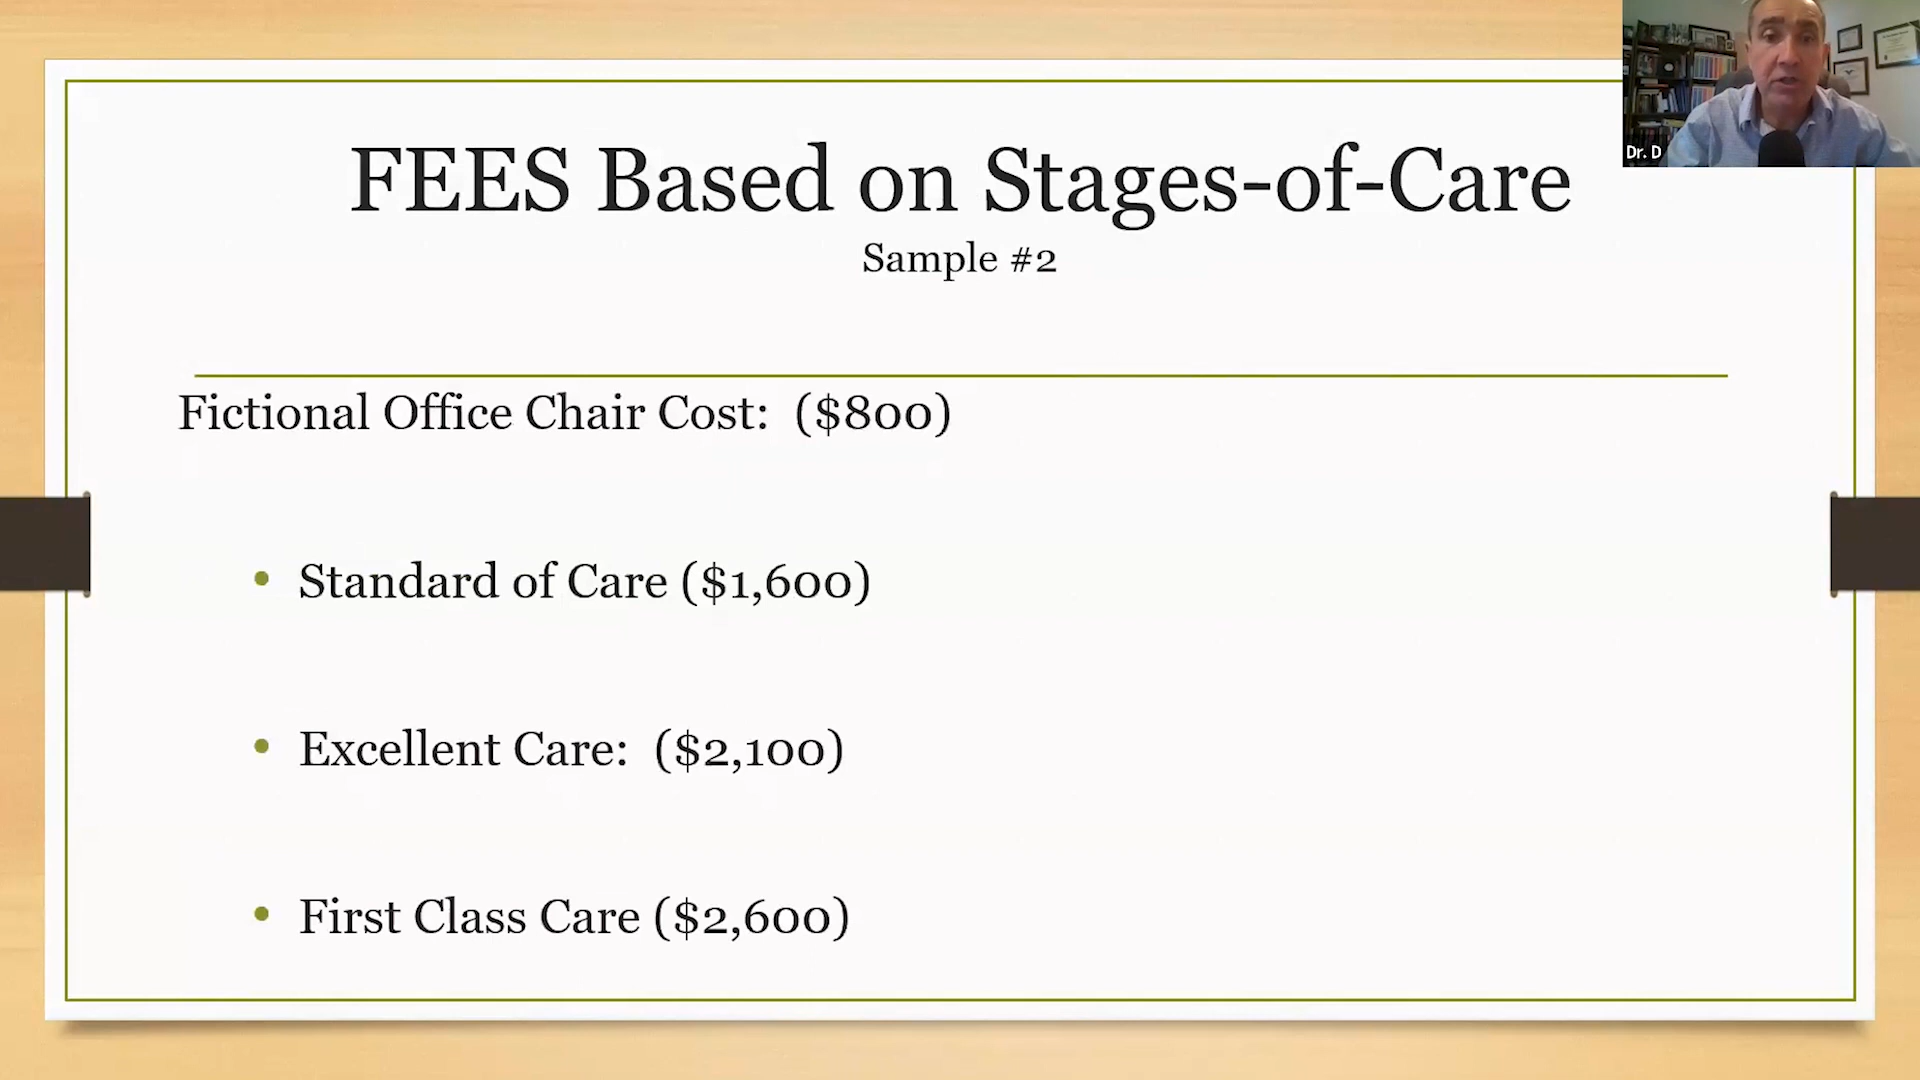 FEES Based on Stages-of-Care
Sample #2
Dr. D
Fictional Office Chair Cost:  ($800)
• Standard of Care ($1,600)
• Excellent Care:  ($2,100)
• First Class Care ($2,600)